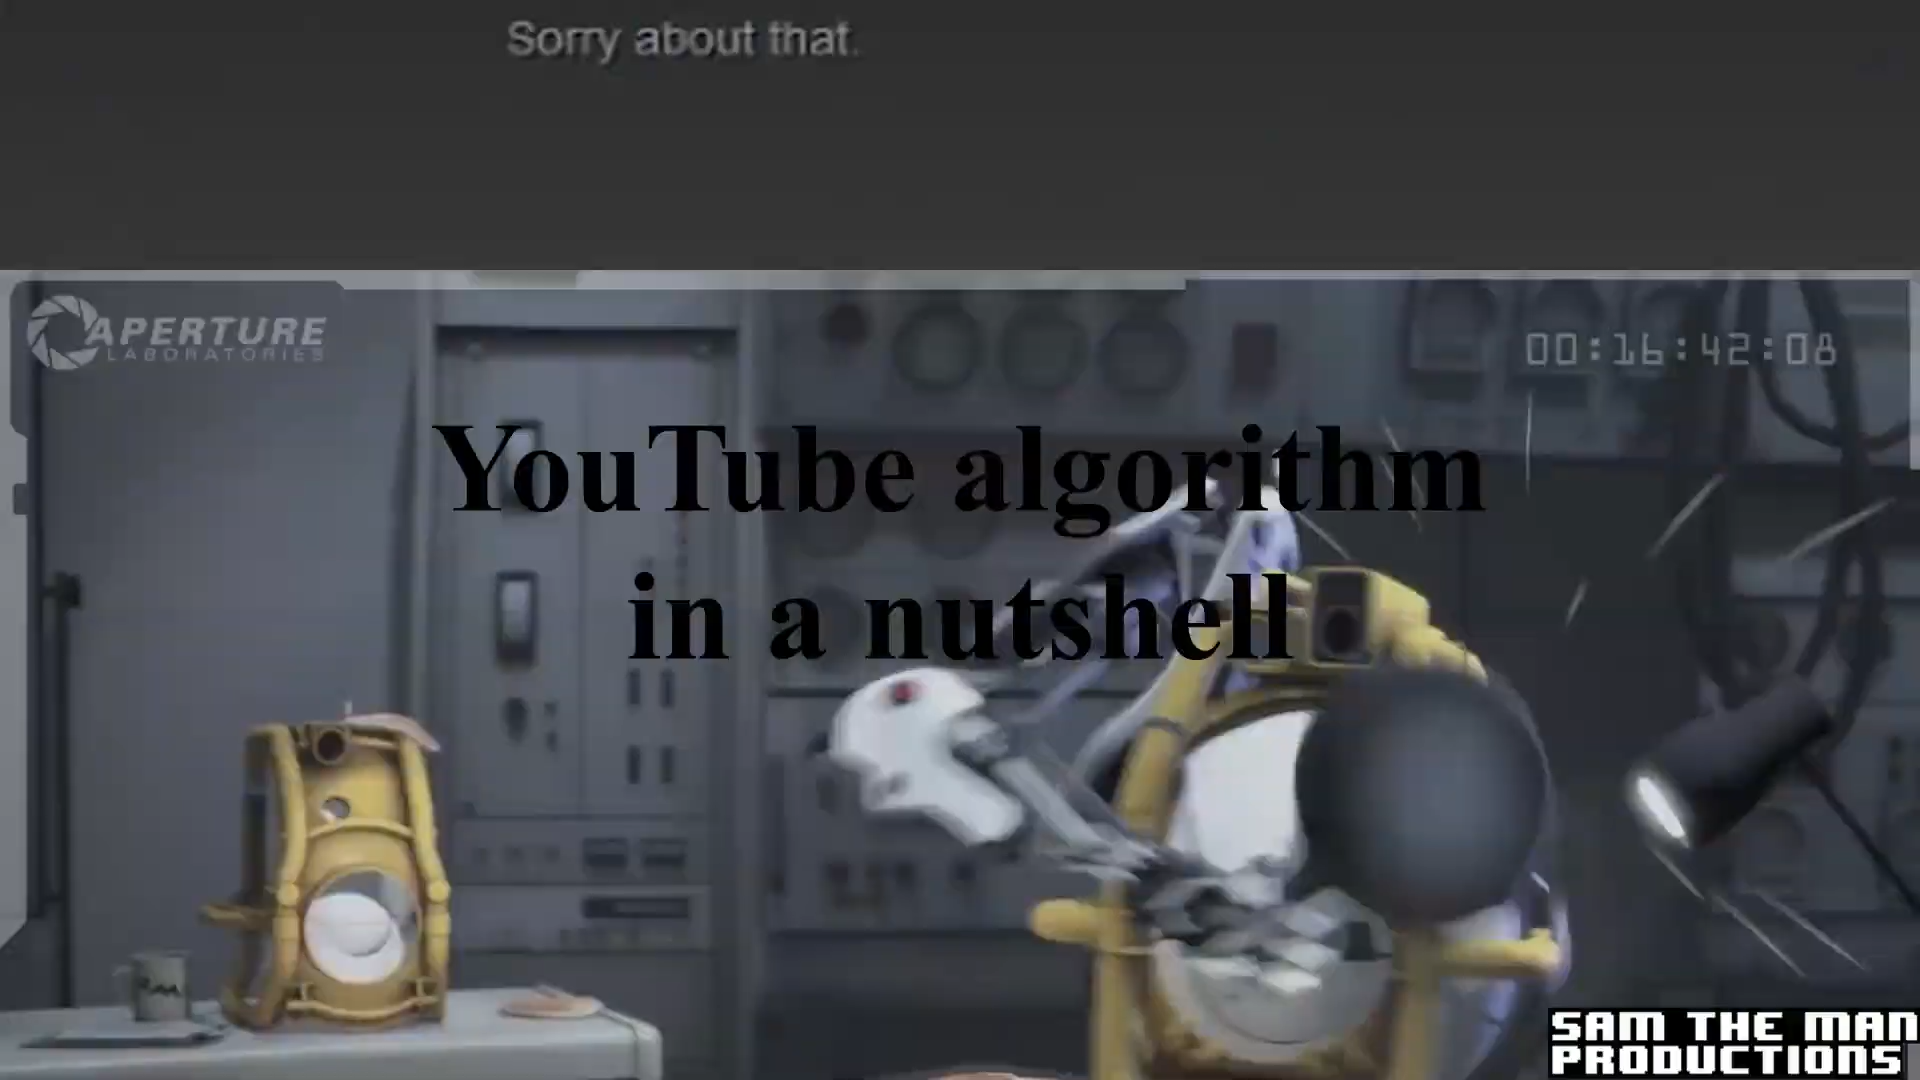 Sorry about that.
APERTURE
LABORATORIES
00:16:42:08
YouTube algorithm
in a nutshell
SAM THE MAN
PRODUCTIONS